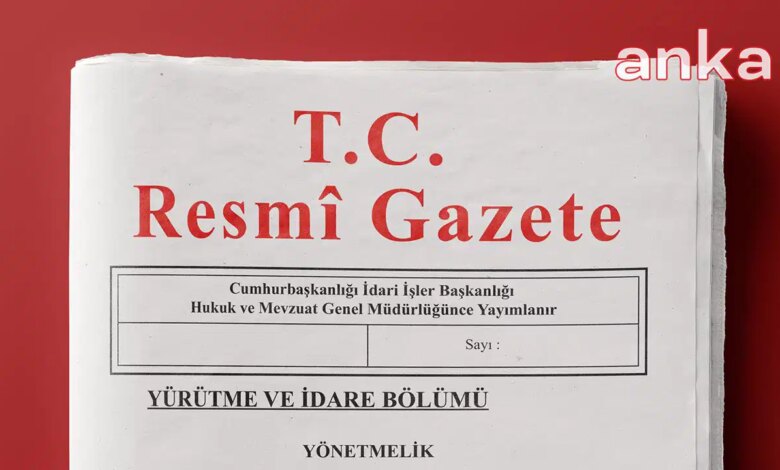 anka
T.C.
Resmî Gazete
Cumhurbaşkanlığı İdari İşler Başkanlığı
Hukuk ve Mevzuat Genel Müdürlüğünce Yayımlanır
Sayı :
YÜRÜTME VE İDARE BÖLÜMÜ
YÖNETMELİK